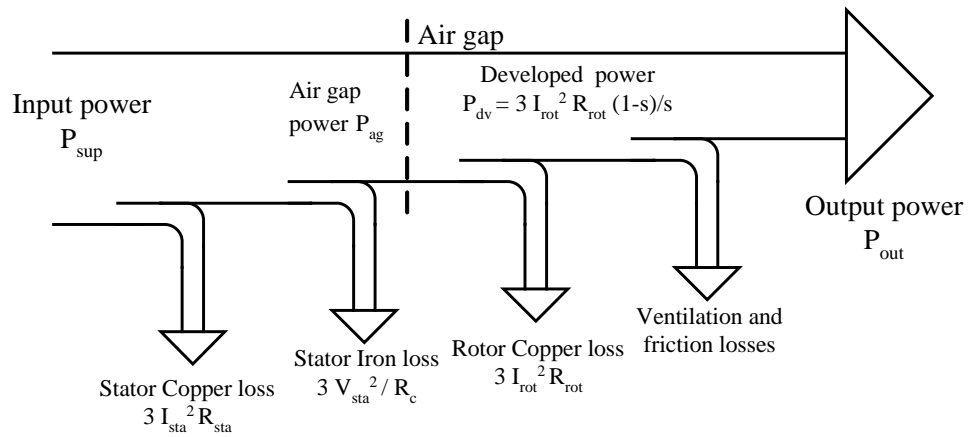 Air gap
Input power
P_sup
Air gap
power P_ag
Developed power
P_dv = 3 I_rot^2 R_rot (1-s)/s
Output power
P_out
Stator Copper loss
3 I_sta^2 R_sta
Stator Iron loss
3 V_sta^2 / R_c
Rotor Copper loss
3 I_rot^2 R_rot
Ventilation and
friction losses